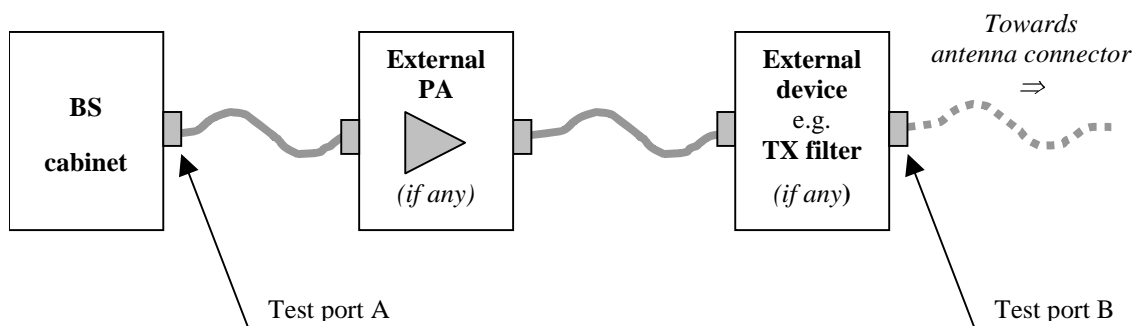 BS
cabinet
External
PA
(if any)
External
device
e.g.
TX filter
(if any)
Towards
antenna connector
⇒
Test port A
Test port B